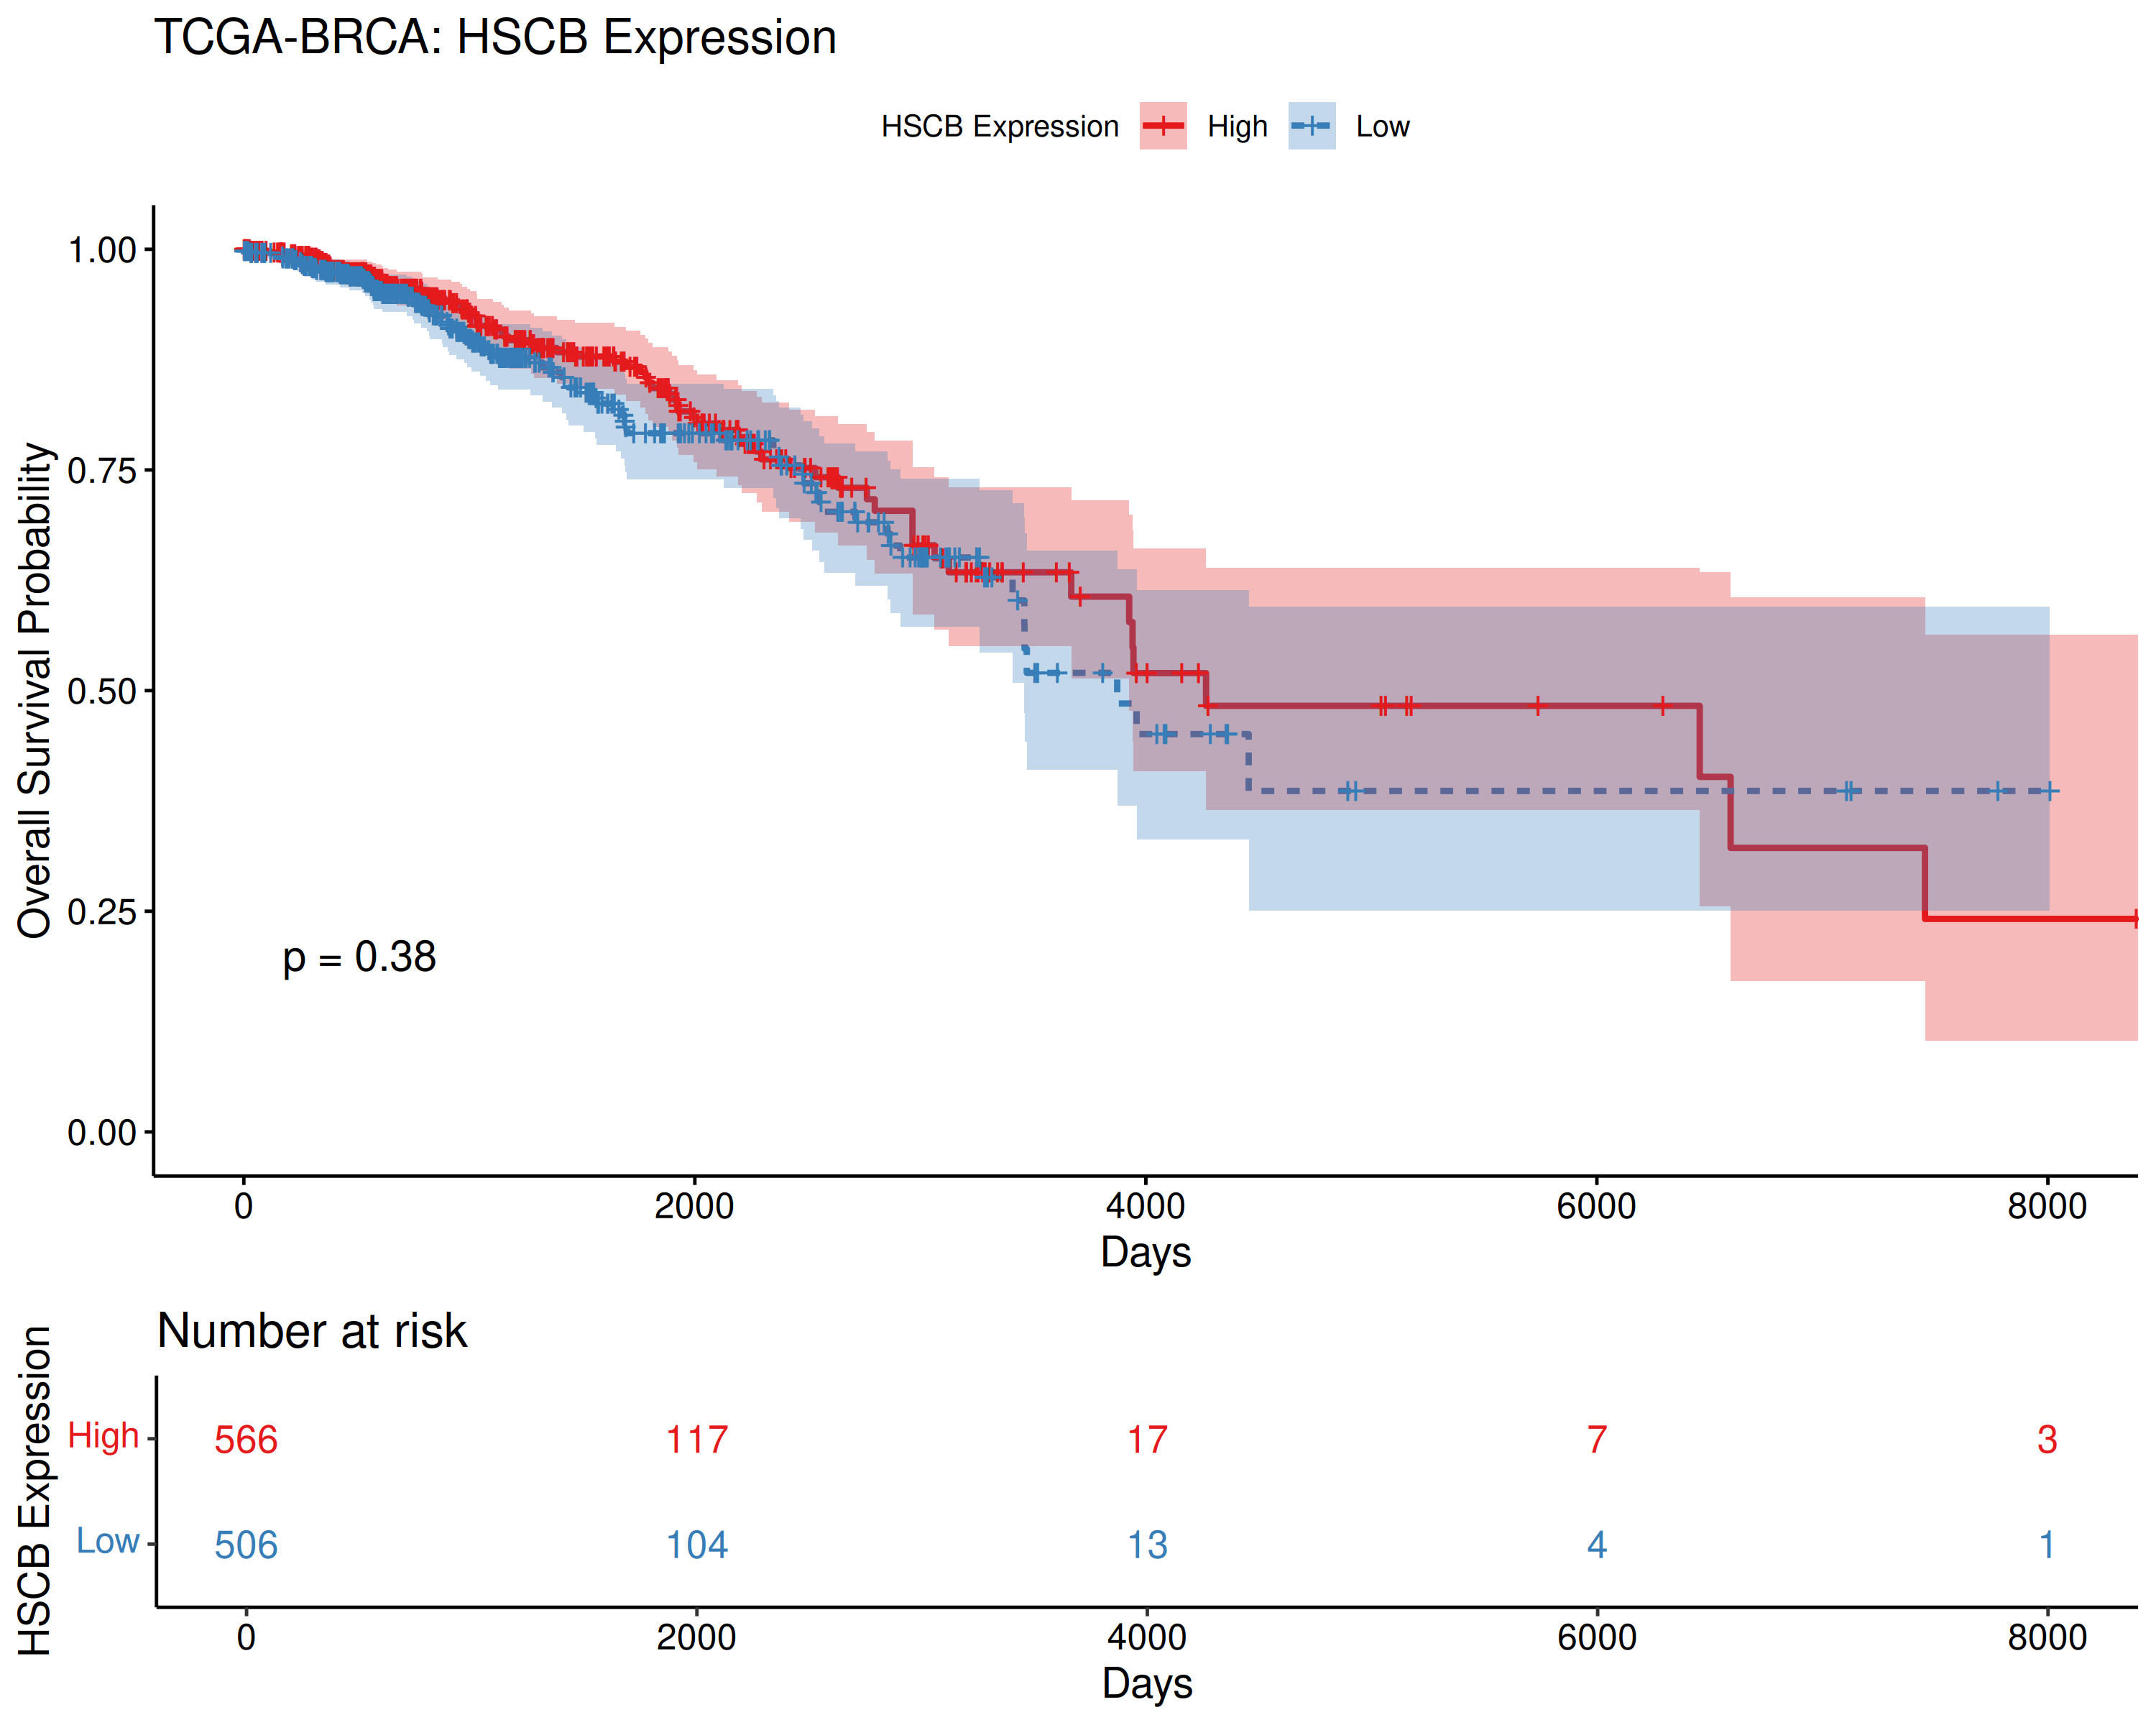 TCGA-BRCA: HSCB Expression
HSCB Expression High Low
Overall Survival Probability
1.00
0.75
0.50
0.25
0.00
p = 0.38
0 2000 4000 6000 8000
Days
Number at risk
HSCB Expression
High 566 117 17 7 3
Low 506 104 13 4 1
0 2000 4000 6000 8000
Days